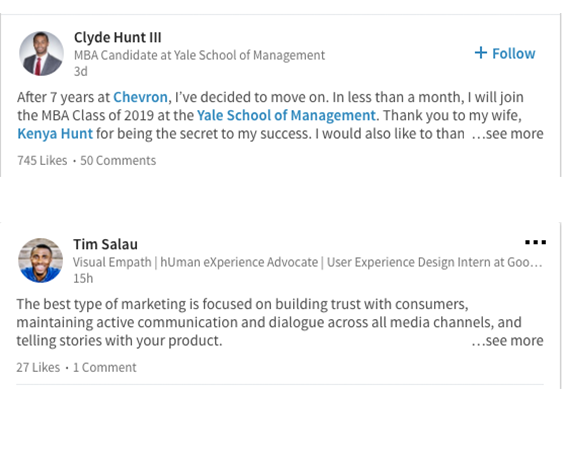 Clyde Hunt III
MBA Candidate at Yale School of Management
3d
+ Follow
After 7 years at Chevron, I've decided to move on. In less than a month, I will join
the MBA Class of 2019 at the Yale School of Management. Thank you to my wife,
Kenya Hunt for being the secret to my success. I would also like to than ...see more
745 Likes • 50 Comments
Tim Salau
Visual Empath | hUman eXperience Advocate | User Experience Design Intern at Goo...
15h
The best type of marketing is focused on building trust with consumers,
maintaining active communication and dialogue across all media channels, and
telling stories with your product. ...see more
27 Likes • 1 Comment